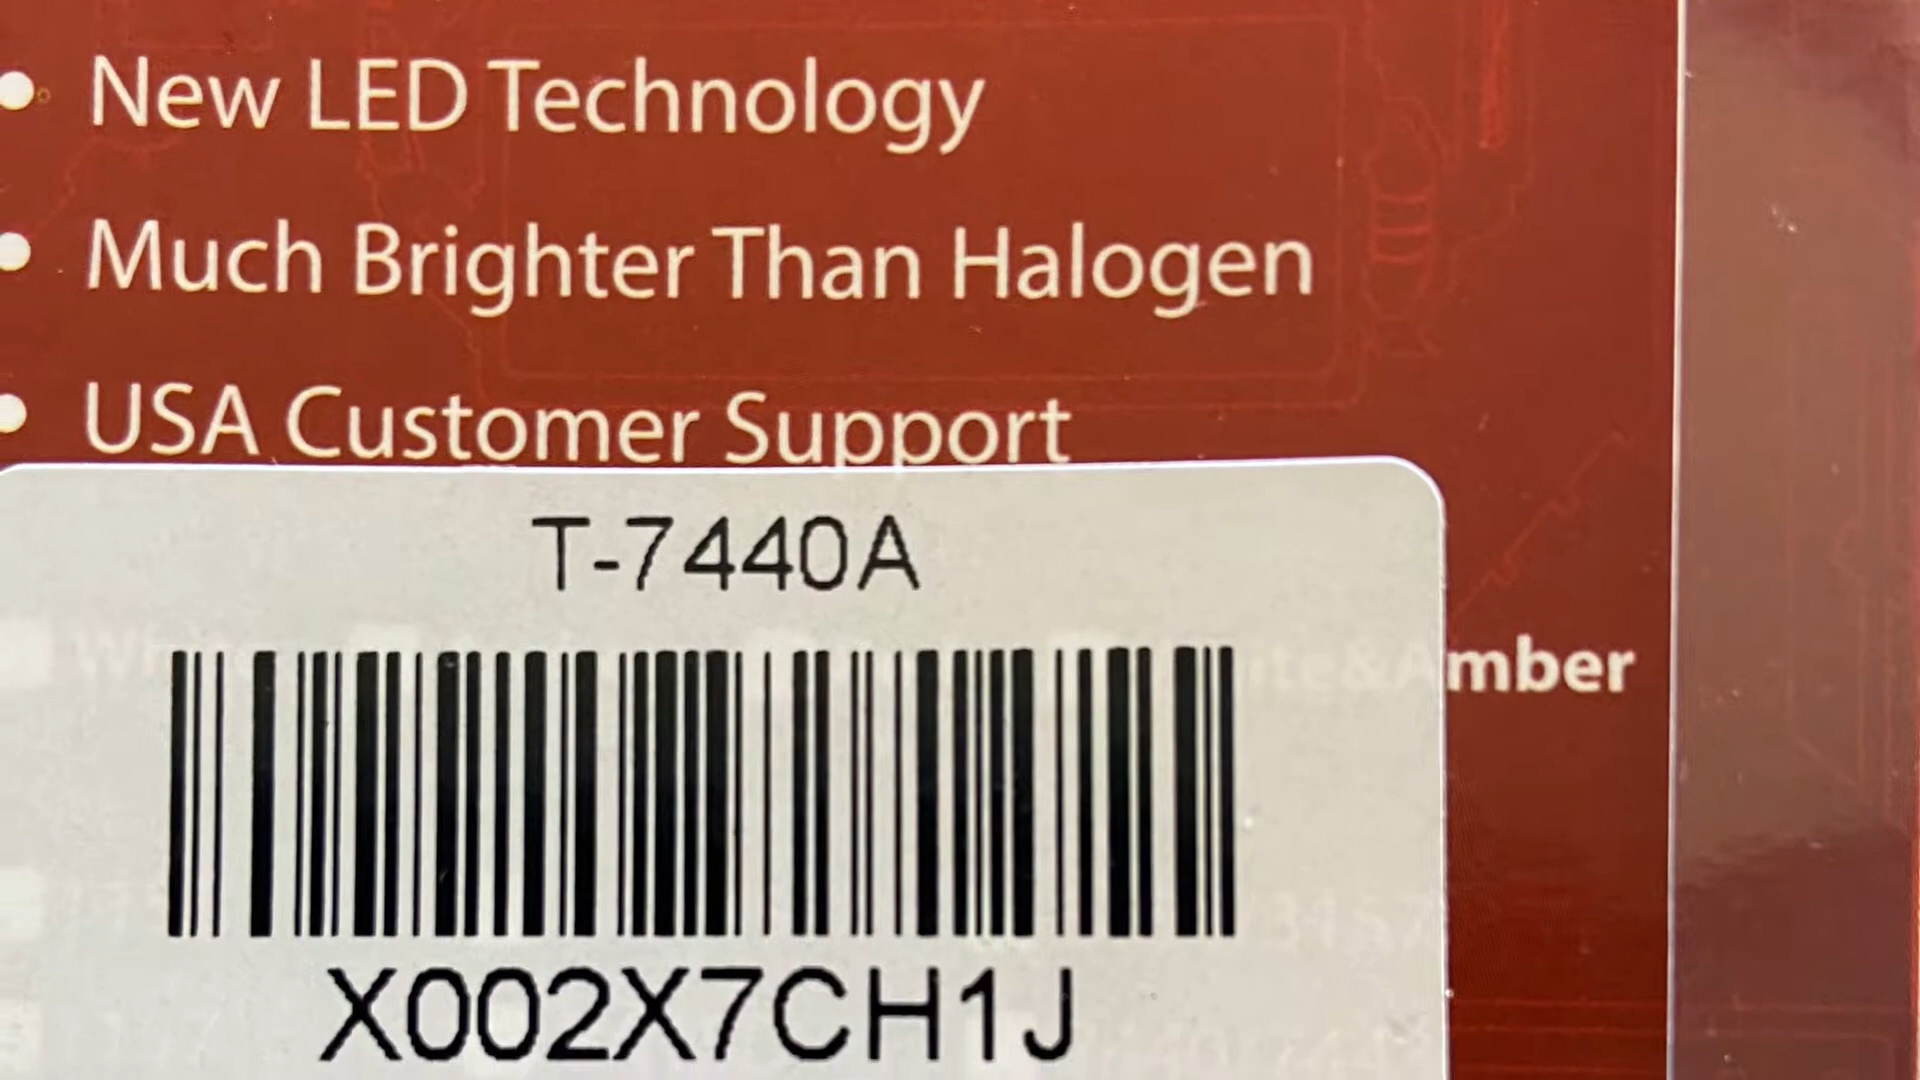 • New LED Technology
• Much Brighter Than Halogen
• USA Customer Support
T-7440A
mber
X002X7CH1J